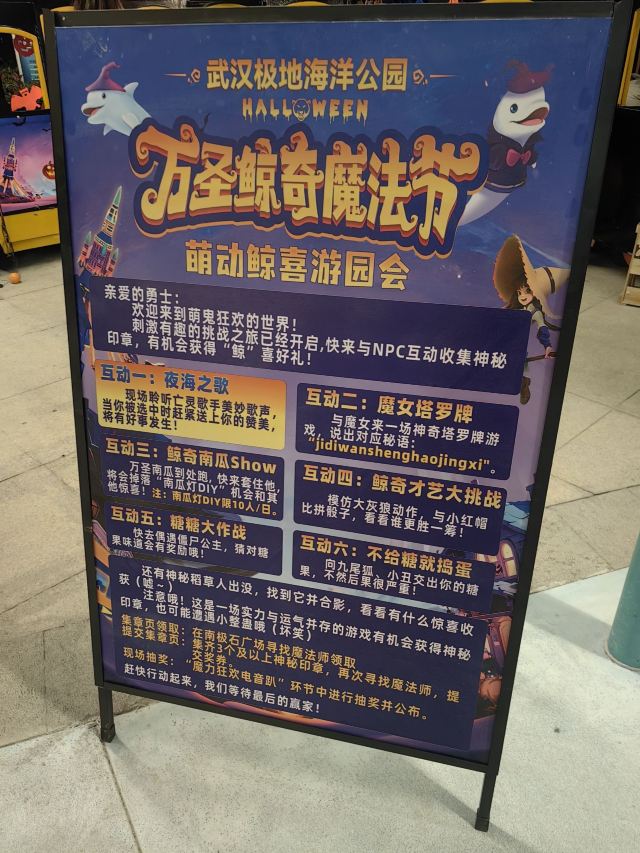 武汉极地海洋公园
HALLOWEEN
万圣鲸奇魔法节
萌动鲸喜游园会
亲爱的勇士：
欢迎来到萌鬼狂欢的世界！
刺激有趣的挑战之旅已经开启，快来与NPC互动收集神秘
印章，有机会获得“鲸”喜好礼！
互动一：夜海之歌
现场聆听亡灵歌手美妙歌声，
当你被选中时赶紧送上你的赞美，
将有好事发生！
互动二：魔女塔罗牌
与魔女来一场神奇塔罗牌游
戏，说出对应秘语：
“jidiwanshenghaojingxi”。
互动三：鲸奇南瓜Show
万圣南瓜到处跑，快来套住他，
将会掉落“南瓜灯DIY”机会和其
他惊喜！注：南瓜灯DIY限10人/日。
互动四：鲸奇才艺大挑战
模仿大灰狼动作，与小红帽
比拼骰子，看看谁更胜一筹！
互动五：糖糖大作战
快去偶遇僵尸公主，猜对糖
果味道会有奖励哦！
互动六：不给糖就捣蛋
向九尾狐、小丑交出你的糖
果，不然后果很严重！
还有神秘稻草人出没，找到它并合影，看看有什么惊喜收
获（嘘~）
注意哦！这是一场实力与运气并存的游戏有机会获得神秘
印章，也可能遭遇小整蛊哦（坏笑）
集章页领取：在南极石广场寻找魔法师领取
提交集章页：集齐3个及以上神秘印章，再次寻找魔法师，提
交奖券。
现场抽奖：“魔力狂欢电音趴”环节中进行抽奖并公布。
赶快行动起来，我们等待最后的赢家！